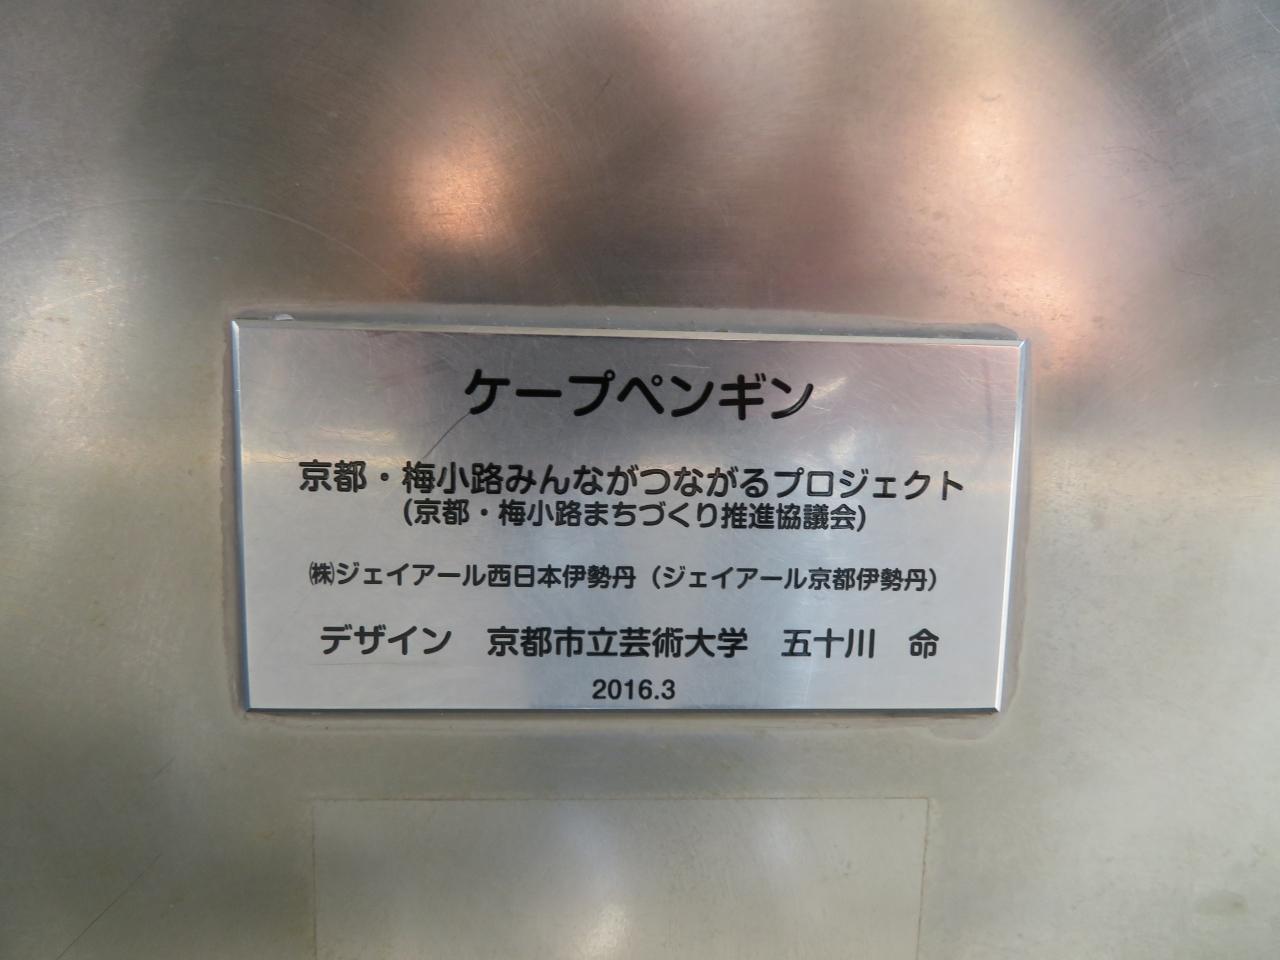 ケープペンギン
京都・梅小路みんながつながるプロジェクト
(京都・梅小路まちづくり推進協議会)
㈱ジェイアール西日本伊勢丹（ジェイアール京都伊勢丹）
デザイン　京都市立芸術大学　五十川　命
2016.3